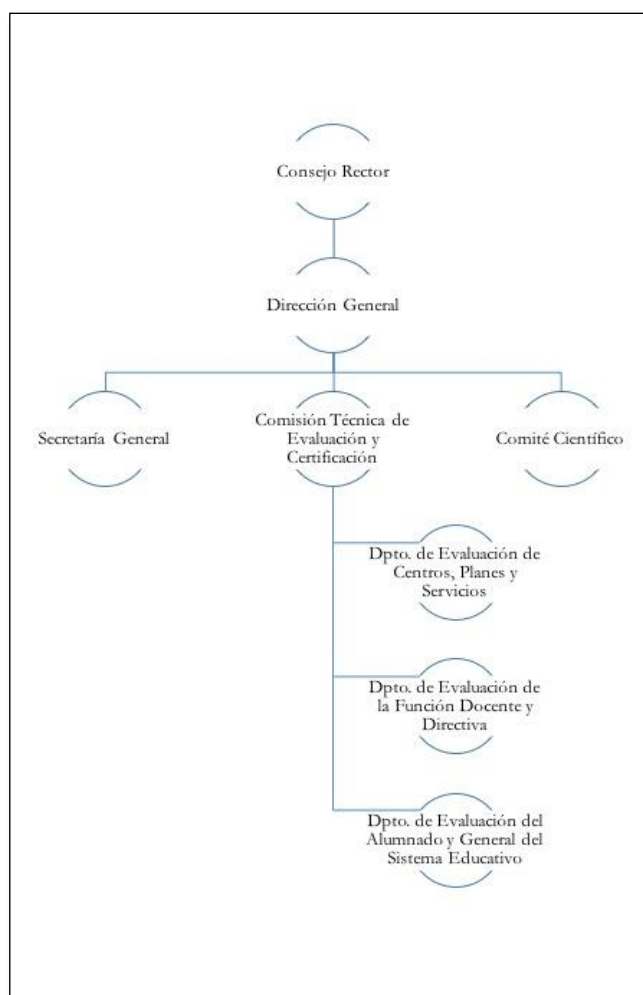 Consejo Rector
Dirección General
Secretaría General
Comisión Técnica de
Evaluación y
Certificación
Comité Científico
Dpto. de Evaluación de
Centros, Planes y
Servicios
Dpto. de Evaluación de
la Función Docente y
Directiva
Dpto. de Evaluación del
Alumnado y General del
Sistema Educativo